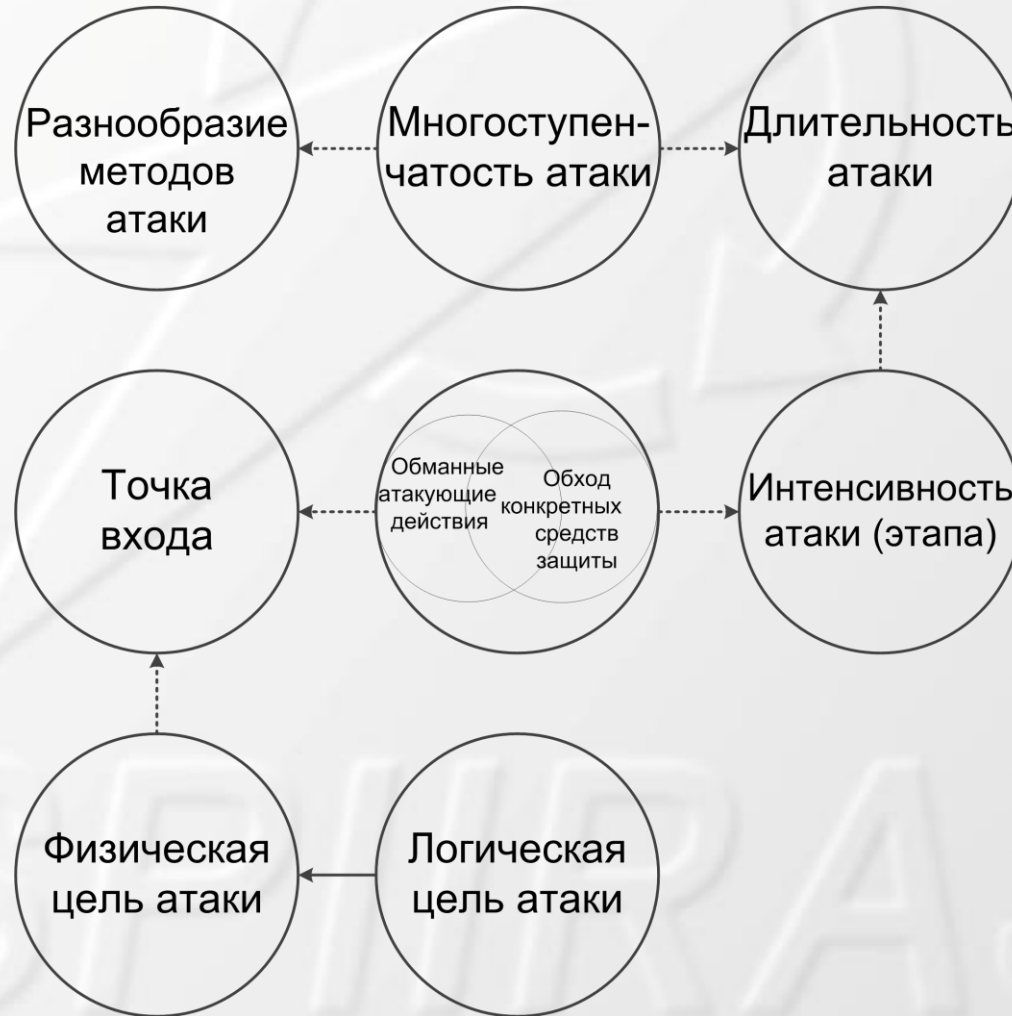 Разнообразие
методов
атаки
Многоступен-
чатость атаки
Длительность
атаки
Точка
входа
Обманные
атакующие
действия
Обход
конкретных
средств
защиты
Интенсивность
атаки (этапа)
Физическая
цель атаки
Логическая
цель атаки
SPIIRAS